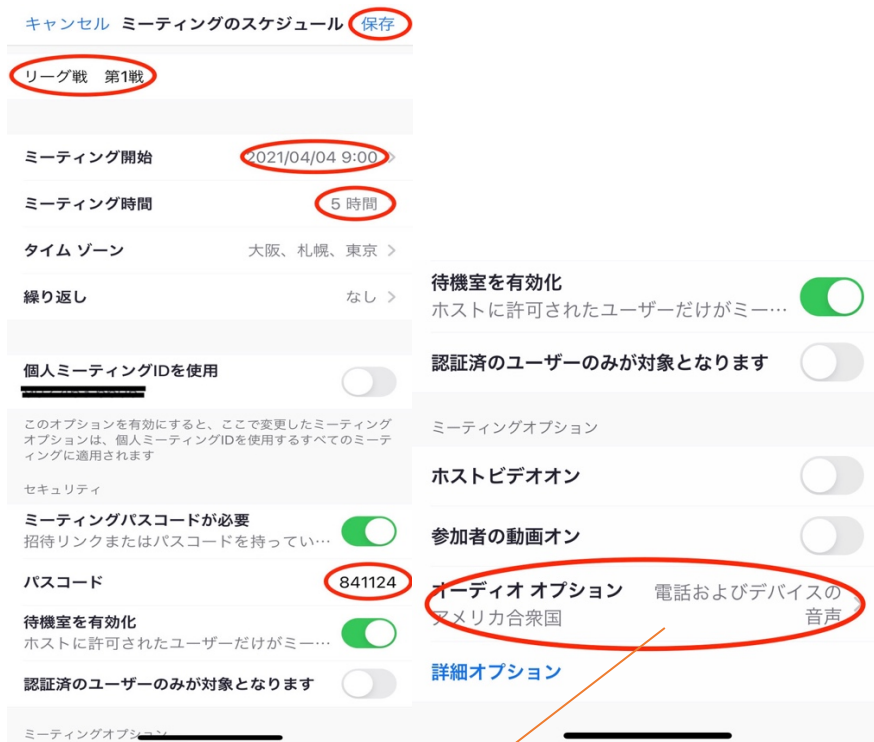 キャンセル ミーティングのスケジュール 保存
リーグ戦 第1戦
ミーティング開始 2021/04/04 9:00
ミーティング時間 5 時間
タイム ゾーン 大阪、札幌、東京
繰り返し なし
個人ミーティングIDを使用
このオプションを有効にすると、ここで変更したミーティング
オプションは、個人ミーティングIDを使用するすべてのミーテ
ィングに適用されます
セキュリティ
ミーティングパスコードが必要
招待リンクまたはパスコードを持ってい…
パスコード 841124
待機室を有効化
ホストに許可されたユーザーだけがミー…
認証済のユーザーのみが対象となります
ミーティングオプション
待機室を有効化
ホストに許可されたユーザーだけがミー…
認証済のユーザーのみが対象となります
ミーティングオプション
ホストビデオオン
参加者の動画オン
オーディオ オプション 電話およびデバイスの
アメリカ合衆国 音声
詳細オプション